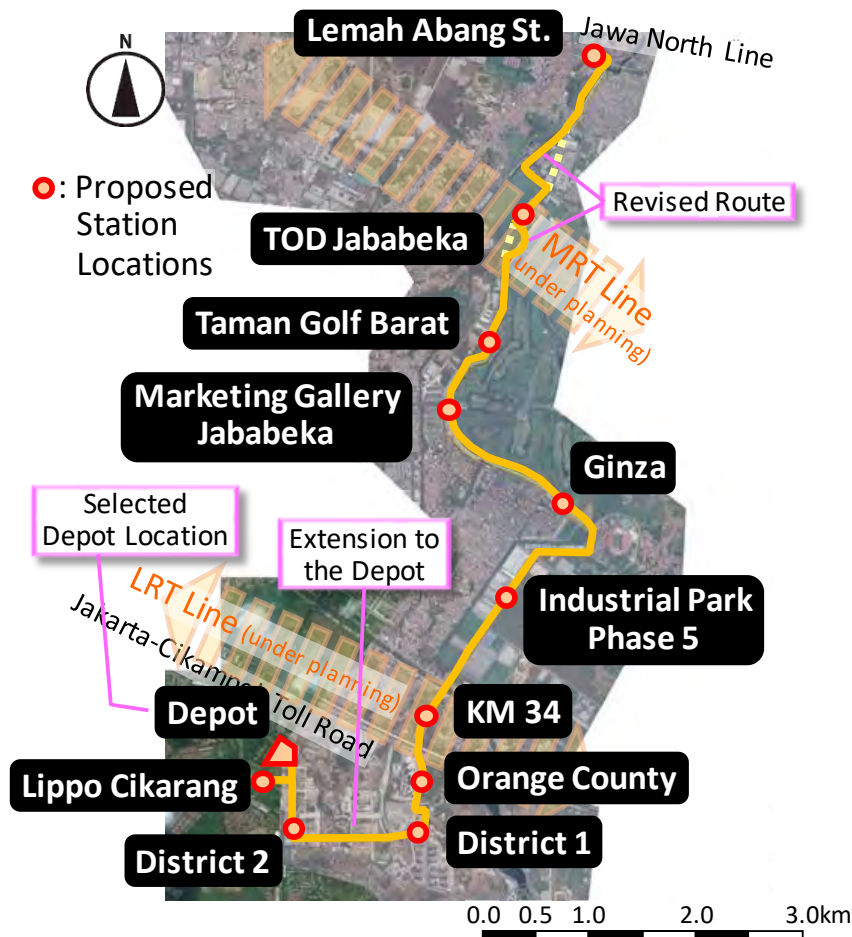 Lemah Abang St.
Jawa North Line
N
: Proposed
Station
Locations
Revised Route
TOD Jababeka
MRT Line
(under planning)
Taman Golf Barat
Marketing Gallery
Jababeka
Ginza
Selected
Depot Location
Extension to
the Depot
LRT Line (under planning)
Jakarta-Cikampek Toll Road
Industrial Park
Phase 5
Depot
KM 34
Lippo Cikarang
Orange County
District 2
District 1
0.0 0.5 1.0 2.0 3.0km